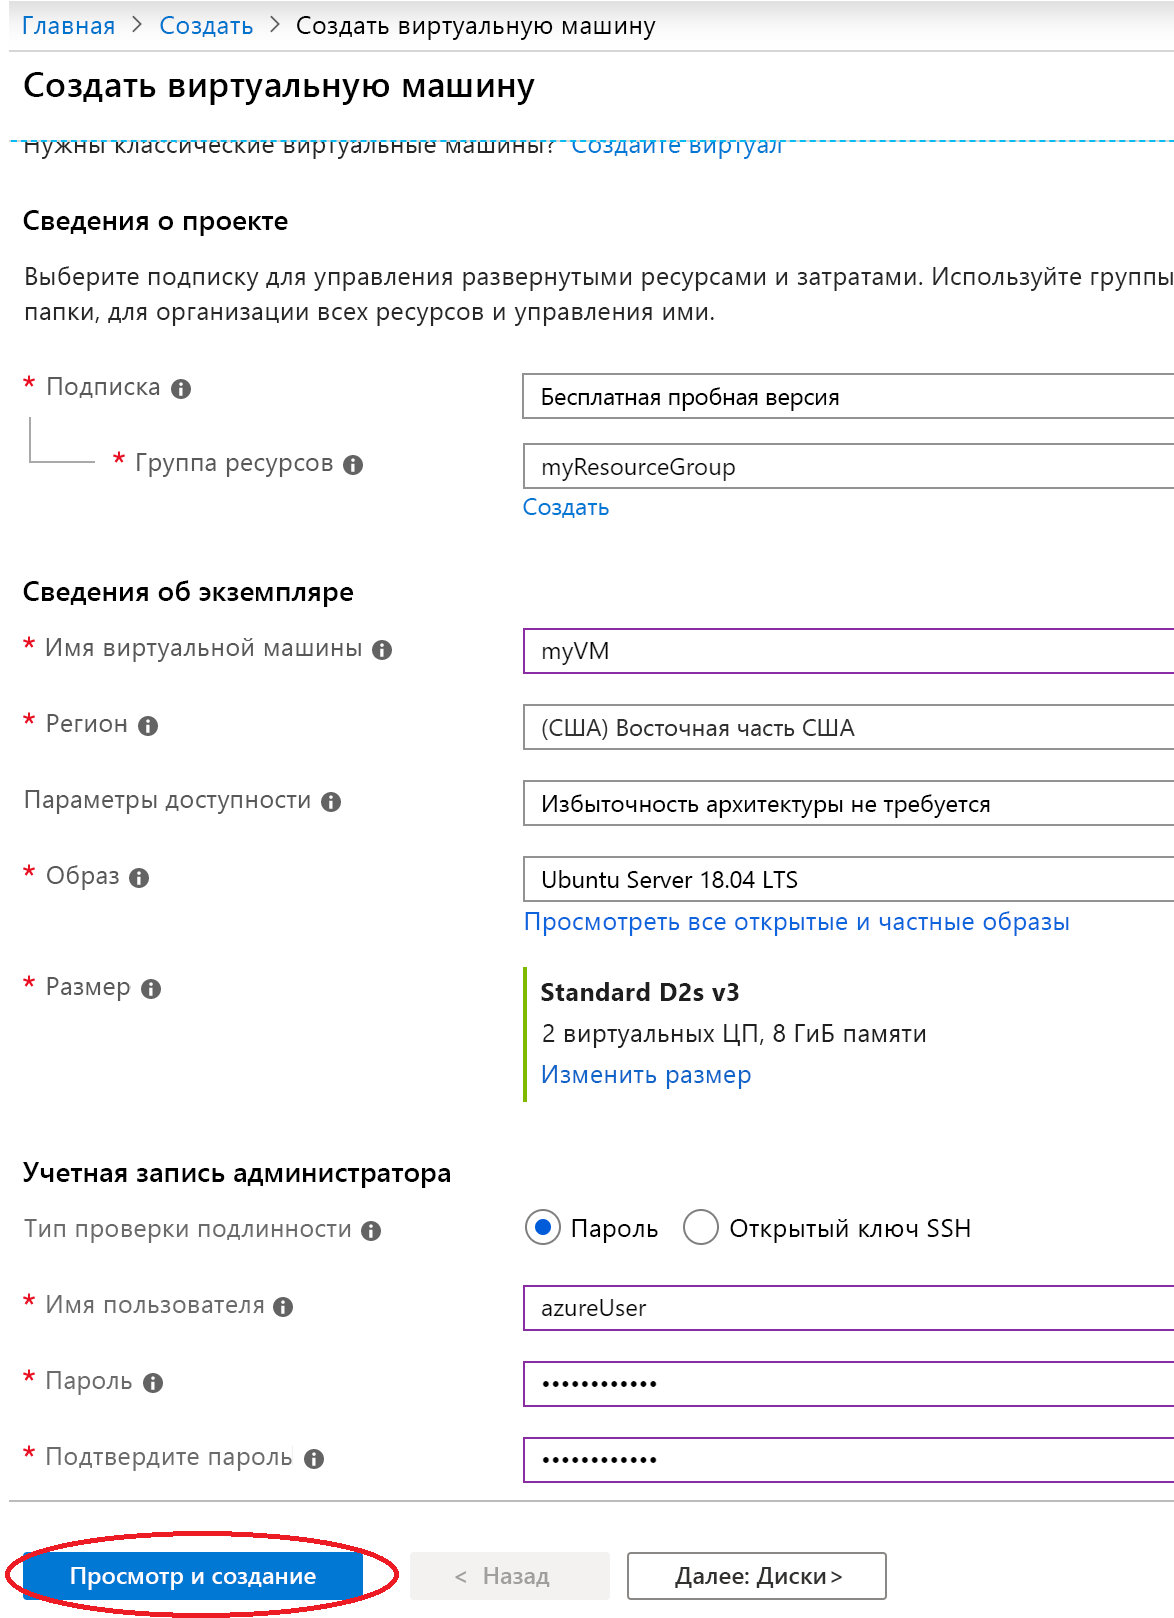 Главная > Создать > Создать виртуальную машину
Создать виртуальную машину
Нужны классические виртуальные машины? Создайте виртуал
Сведения о проекте
Выберите подписку для управления развернутыми ресурсами и затратами. Используйте группы
папки, для организации всех ресурсов и управления ими.
* Подписка
Бесплатная пробная версия
* Группа ресурсов
myResourceGroup
Создать
Сведения об экземпляре
* Имя виртуальной машины
myVM
* Регион
(США) Восточная часть США
Параметры доступности
Избыточность архитектуры не требуется
* Образ
Ubuntu Server 18.04 LTS
Просмотреть все открытые и частные образы
* Размер
Standard D2s v3
2 виртуальных ЦП, 8 ГиБ памяти
Изменить размер
Учетная запись администратора
Тип проверки подлинности
Пароль Открытый ключ SSH
* Имя пользователя
azureUser
* Пароль
••••••••••••
* Подтвердите пароль
••••••••••••
Просмотр и создание
< Назад
Далее: Диски>